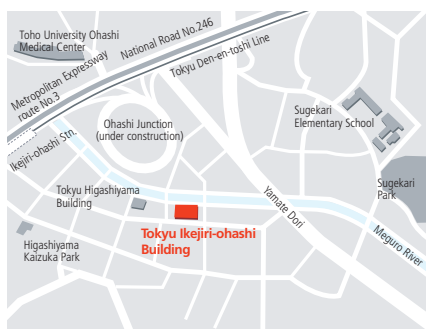 Toho University Ohashi
Medical Center
National Road No.246
Metropolitan Expressway
route No.3
Tokyu Den-en-toshi Line
Ikejiri-ohashi Stn.
Ohashi Junction
(under construction)
Sugekari
Elementary School
Tokyu Higashiyama
Building
Yamate Dori
Sugekari
Park
Tokyu Ikejiri-ohashi
Building
Meguro River
Higashiyama
Kaizuka Park